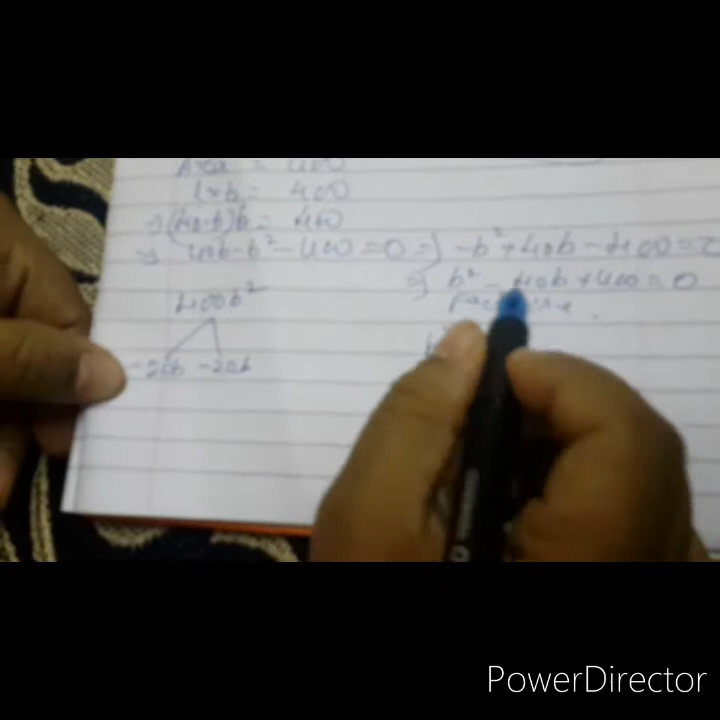 Area = 400
l×b = 400
⇒ (40-b)b = 400
⇒ 40b-b²-400=0 ⇒ -b²+40b-400=0
⇒ b²-40b+400=0
400b²
Factorise
-20b -20b
PowerDirector